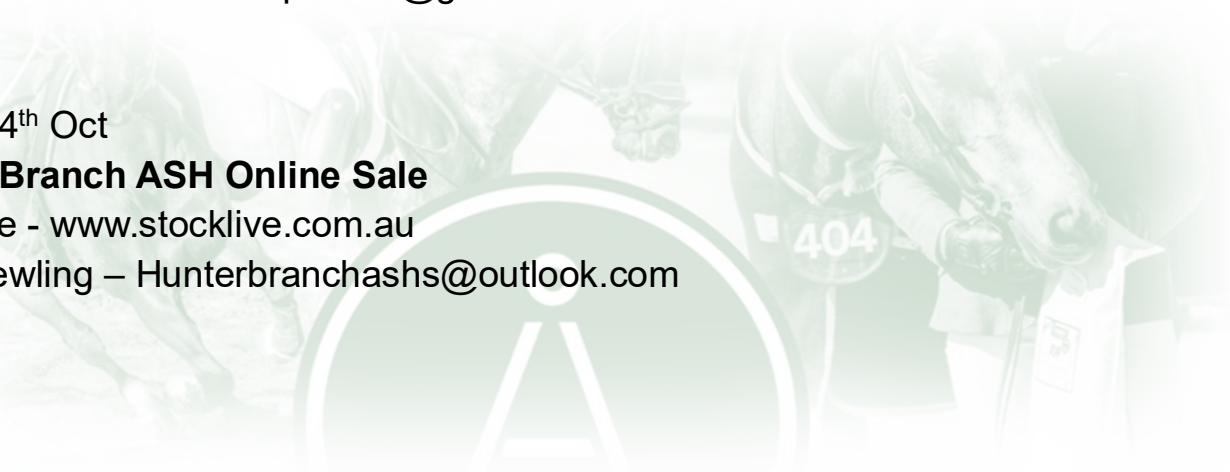 4th Oct
Branch ASH Online Sale
e - www.stocklive.com.au
ewling – Hunterbranchashs@outlook.com
404
A